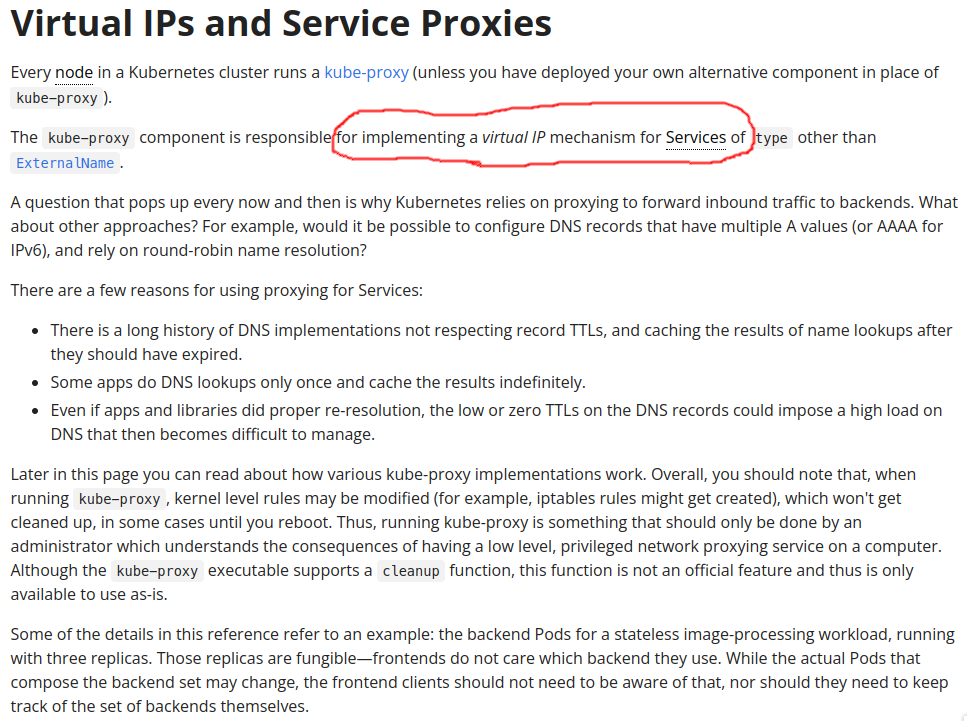 Virtual IPs and Service Proxies
Every node in a Kubernetes cluster runs a kube-proxy (unless you have deployed your own alternative component in place of
kube-proxy ).
The kube-proxy component is responsible for implementing a virtual IP mechanism for Services of type other than
ExternalName .
A question that pops up every now and then is why Kubernetes relies on proxying to forward inbound traffic to backends. What
about other approaches? For example, would it be possible to configure DNS records that have multiple A values (or AAAA for
IPv6), and rely on round-robin name resolution?
There are a few reasons for using proxying for Services:
• There is a long history of DNS implementations not respecting record TTLs, and caching the results of name lookups after
they should have expired.
• Some apps do DNS lookups only once and cache the results indefinitely.
• Even if apps and libraries did proper re-resolution, the low or zero TTLs on the DNS records could impose a high load on
DNS that then becomes difficult to manage.
Later in this page you can read about how various kube-proxy implementations work. Overall, you should note that, when
running kube-proxy , kernel level rules may be modified (for example, iptables rules might get created), which won't get
cleaned up, in some cases until you reboot. Thus, running kube-proxy is something that should only be done by an
administrator which understands the consequences of having a low level, privileged network proxying service on a computer.
Although the kube-proxy executable supports a cleanup function, this function is not an official feature and thus is only
available to use as-is.
Some of the details in this reference refer to an example: the backend Pods for a stateless image-processing workload, running
with three replicas. Those replicas are fungible—frontends do not care which backend they use. While the actual Pods that
compose the backend set may change, the frontend clients should not need to be aware of that, nor should they need to keep
track of the set of backends themselves.